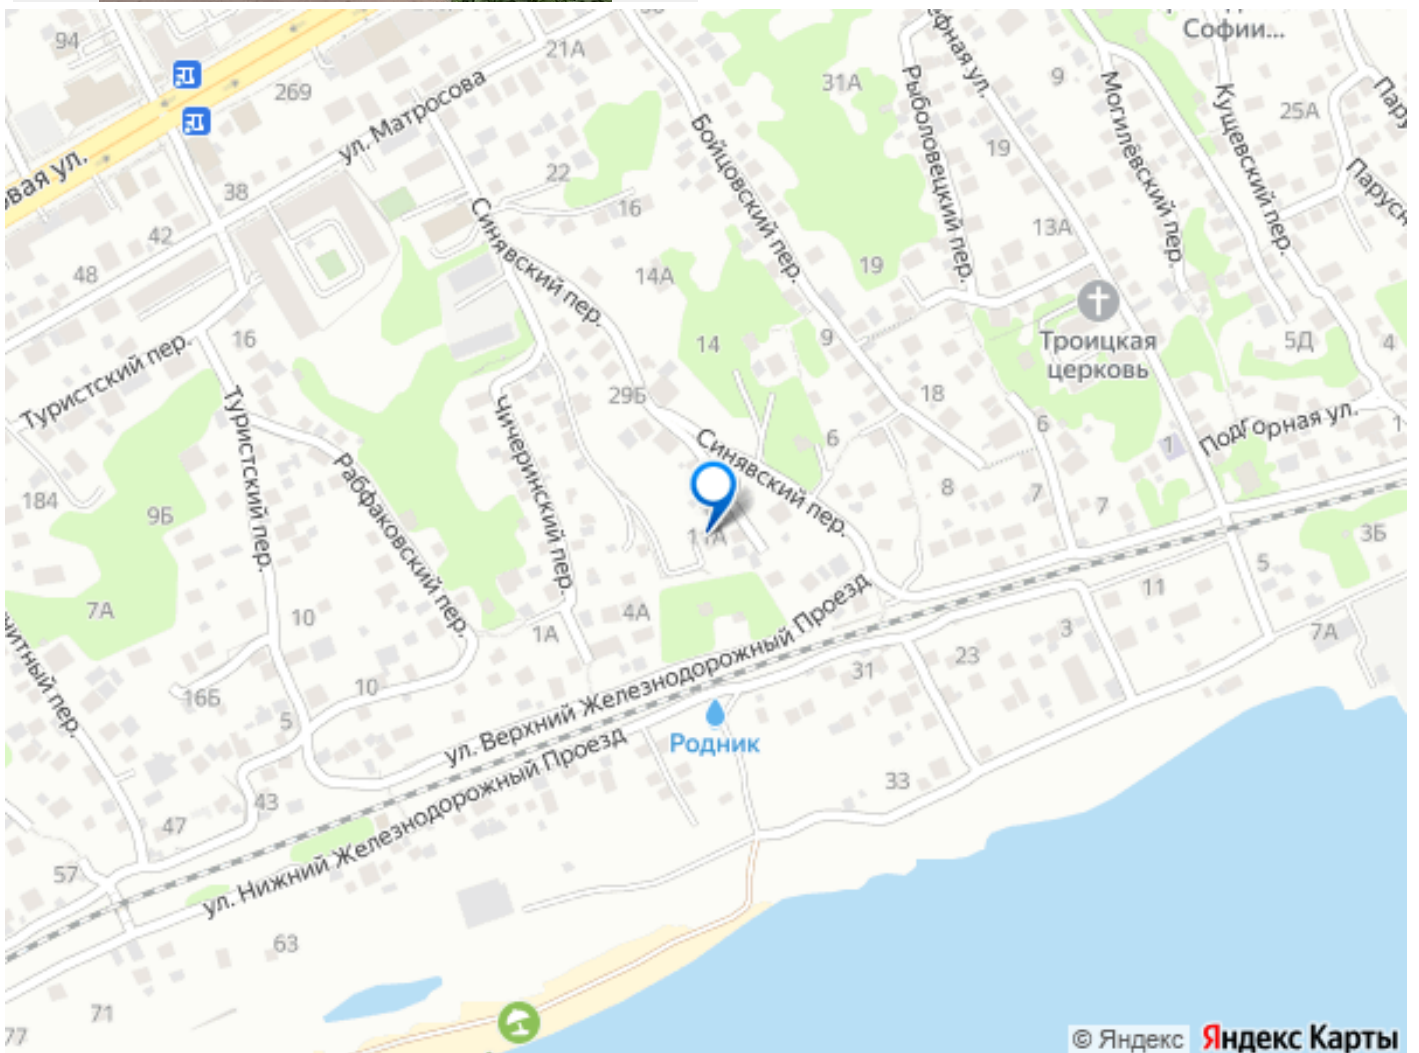 Софии...
94
21А
31А
9
25А
269
ул. Матросова
Рыболовецкий пер.
Могилёвский пер.
Кущевский пер.
Бойцовский пер.
19
вая ул.
38
22
16
Синявский пер.
13А
42
48
14А
19
16
14
9
Троицкая
церковь
5Д
4
Туристский пер.
29Б
18
6
Туристский пер.
Чичеринский пер.
Рабфаковский пер.
Синявский пер.
6
1
Подгорная ул.
184
9Б
8
7
7
11А
3Б
5
11
7А
10
1А
4А
3
7А
23
31
16Б
10
5
ул. Верхний Железнодорожный Проезд
Родник
33
43
47
57
ул. Нижний Железнодорожный Проезд
63
71
77
© Яндекс Яндекс Карты